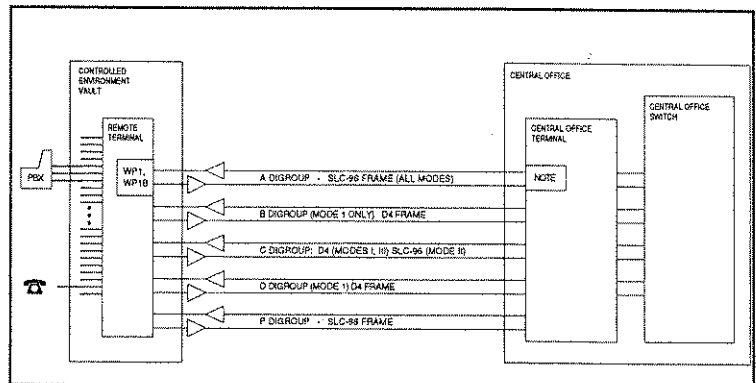 CONTROLLED
ENVIRONMENT
VAULT
REMOTE
TERMINAL
WP1,
WP1B
PBX
A DIGROUP - SLC-96 FRAME (ALL MODES)
B DIGROUP (MODE 1 ONLY) D4 FRAME
C DIGROUP: D4 (MODES I, III) SLC-96 (MODE II)
D DIGROUP (MODE 1) D4 FRAME
P DIGROUP - SLC-96 FRAME
CENTRAL OFFICE
CENTRAL OFFICE
TERMINAL
NOTE
CENTRAL OFFICE
SWITCH